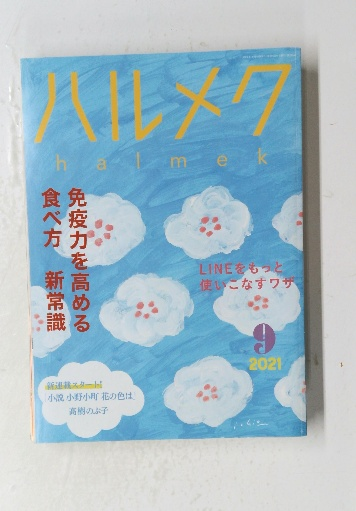 ハルメク
halmek
免疫力を高める
食べ方 新常識
LINEをもっと
使いこなすワザ
9
2021
新連載スタート!
「小説 小野小町 花の色は」
髙樹のぶ子